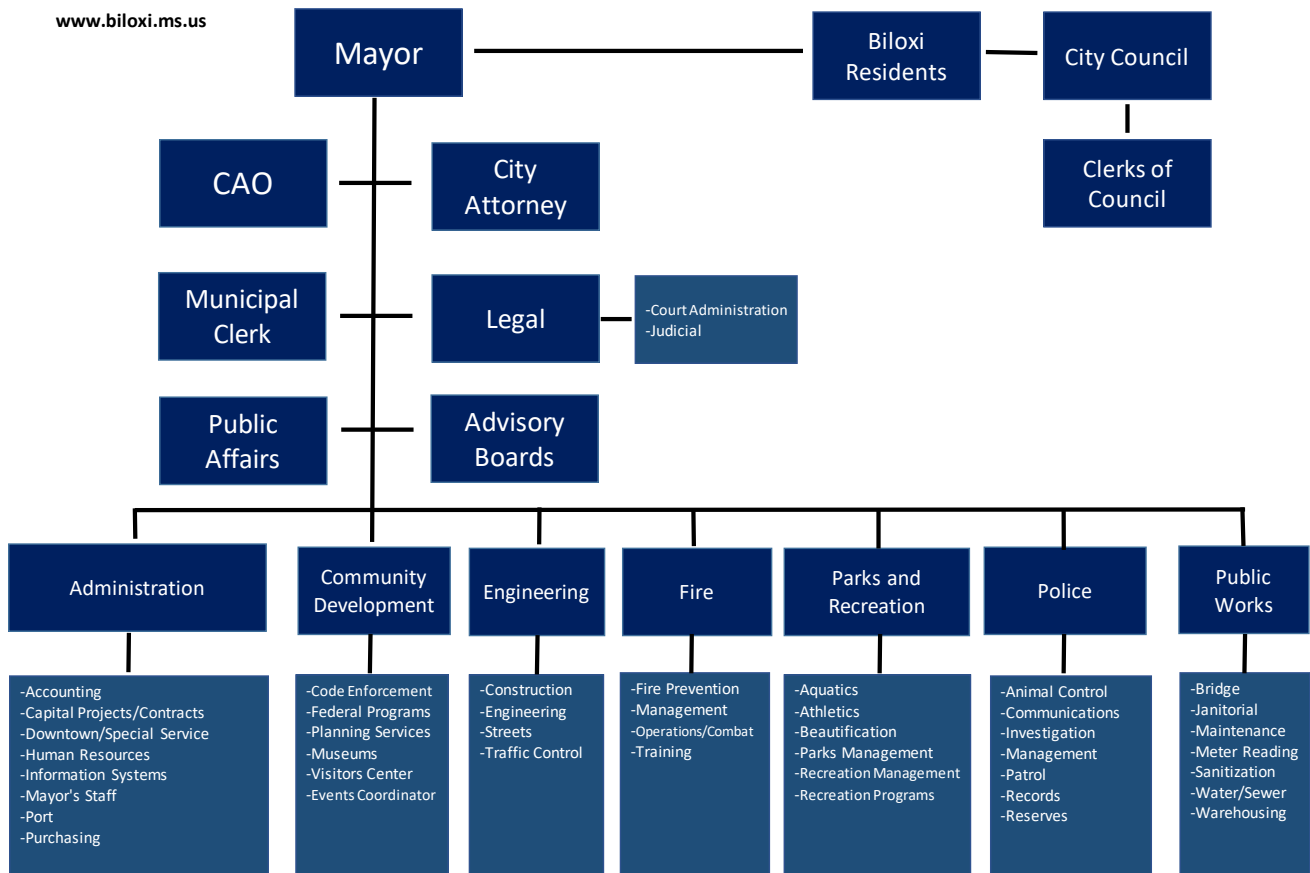 www.biloxi.ms.us
Mayor
Biloxi
Residents
City Council
Clerks of
Council
CAO
City
Attorney
Municipal
Clerk
Legal
-Court Administration
-Judicial
Public
Affairs
Advisory
Boards
Administration
Community
Development
Engineering
Fire
Parks and
Recreation
Police
Public
Works
-Accounting
-Capital Projects/Contracts
-Downtown/Special Service
-Human Resources
-Information Systems
-Mayor's Staff
-Port
-Purchasing
-Code Enforcement
-Federal Programs
-Planning Services
-Museums
-Visitors Center
-Events Coordinator
-Construction
-Engineering
-Streets
-Traffic Control
-Fire Prevention
-Management
-Operations/Combat
-Training
-Aquatics
-Athletics
-Beautification
-Parks Management
-Recreation Management
-Recreation Programs
-Animal Control
-Communications
-Investigation
-Management
-Patrol
-Records
-Reserves
-Bridge
-Janitorial
-Maintenance
-Meter Reading
-Sanitization
-Water/Sewer
-Warehousing